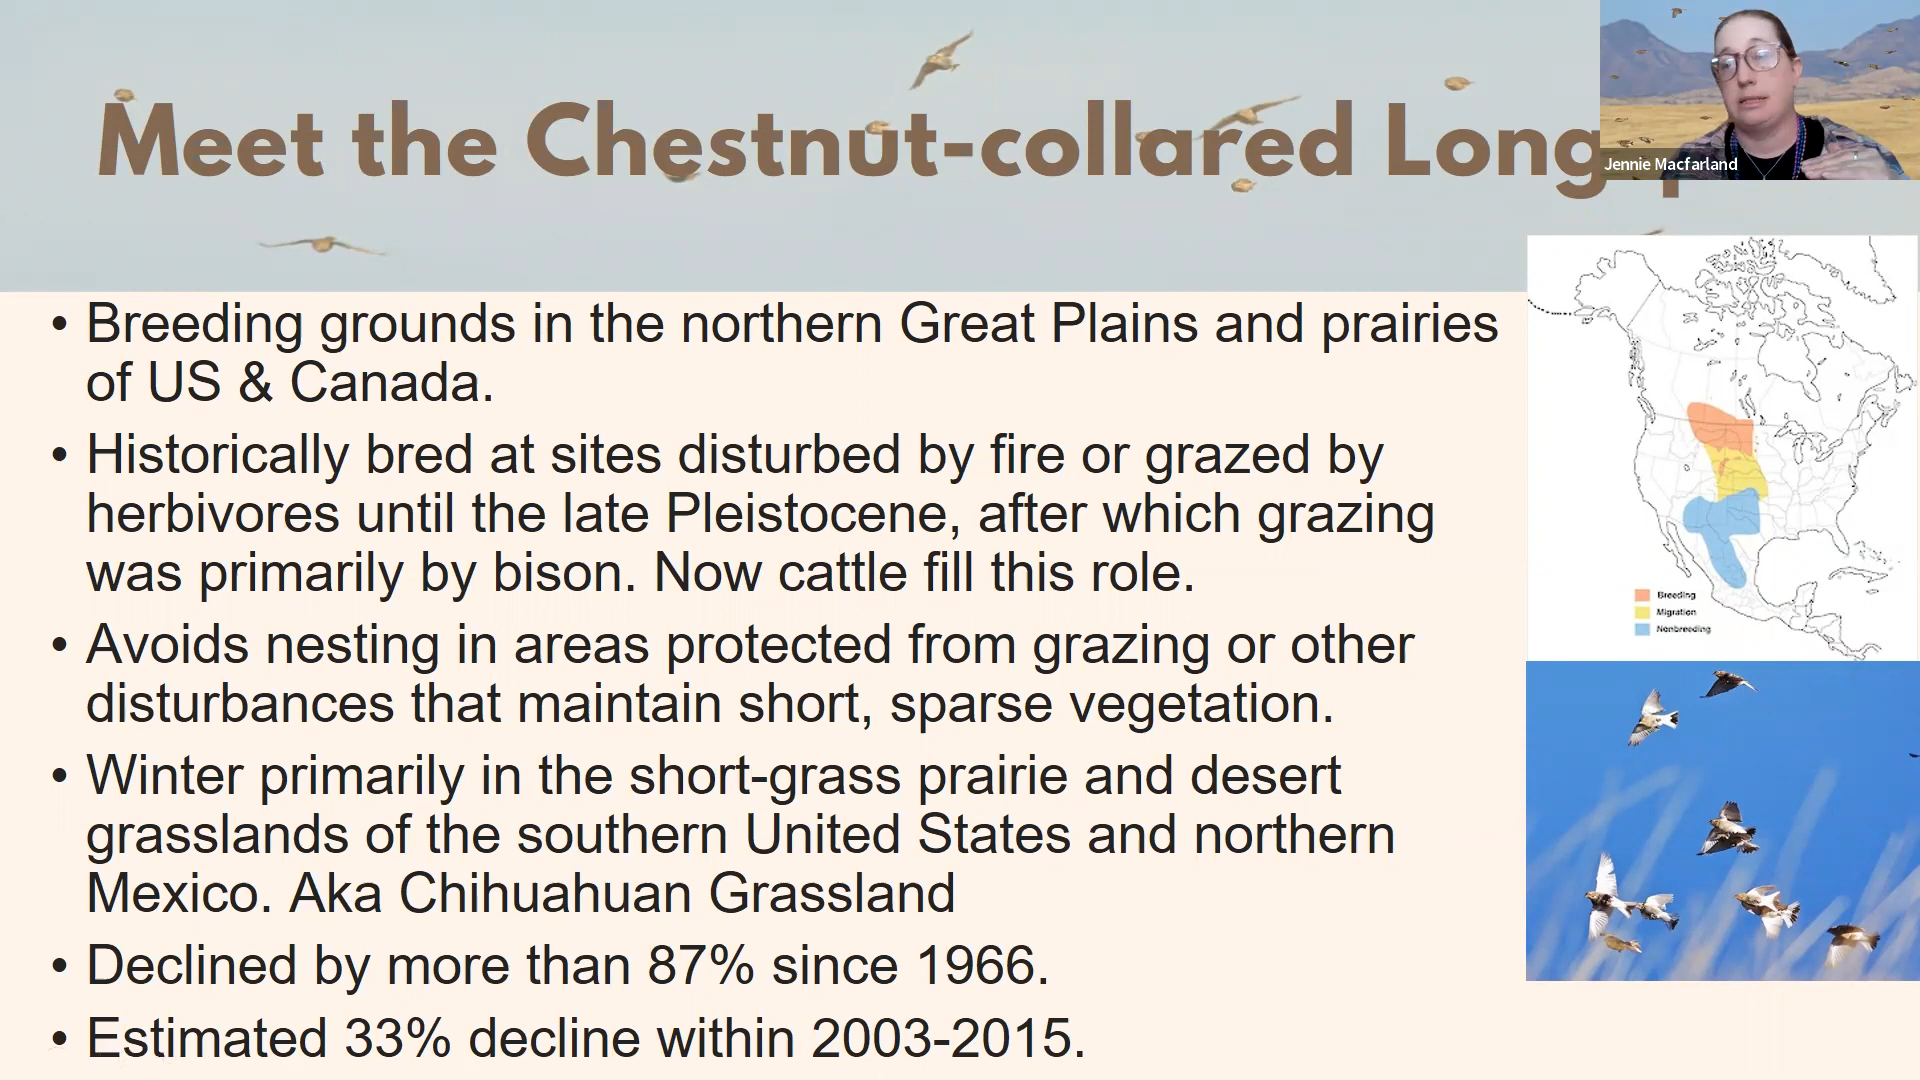 Meet the Chestnut-collared Long
Jennie Macfarland
• Breeding grounds in the northern Great Plains and prairies
of US & Canada.
• Historically bred at sites disturbed by fire or grazed by
herbivores until the late Pleistocene, after which grazing
was primarily by bison. Now cattle fill this role.
• Avoids nesting in areas protected from grazing or other
disturbances that maintain short, sparse vegetation.
• Winter primarily in the short-grass prairie and desert
grasslands of the southern United States and northern
Mexico. Aka Chihuahuan Grassland
• Declined by more than 87% since 1966.
• Estimated 33% decline within 2003-2015.
Breeding
Migration
Nonbreeding